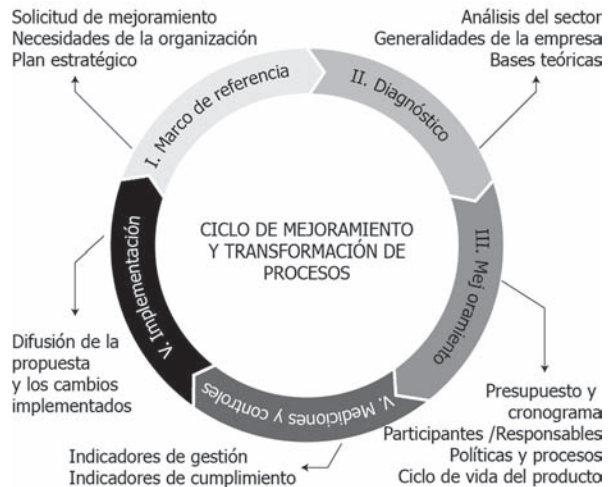 Solicitud de mejoramiento
Necesidades de la organización
Plan estratégico
Análisis del sector
Generalidades de la empresa
Bases teóricas
I. Marco de referencia
II. Diagnóstico
III. Mej oramiento
V. Mediciones y controles
V. Implementación
CICLO DE MEJORAMIENTO
Y TRANSFORMACIÓN DE
PROCESOS
Difusión de la
propuesta
y los cambios
implementados
Presupuesto y
cronograma
Participantes /Responsables
Políticas y procesos
Ciclo de vida del producto
Indicadores de gestión
Indicadores de cumplimiento